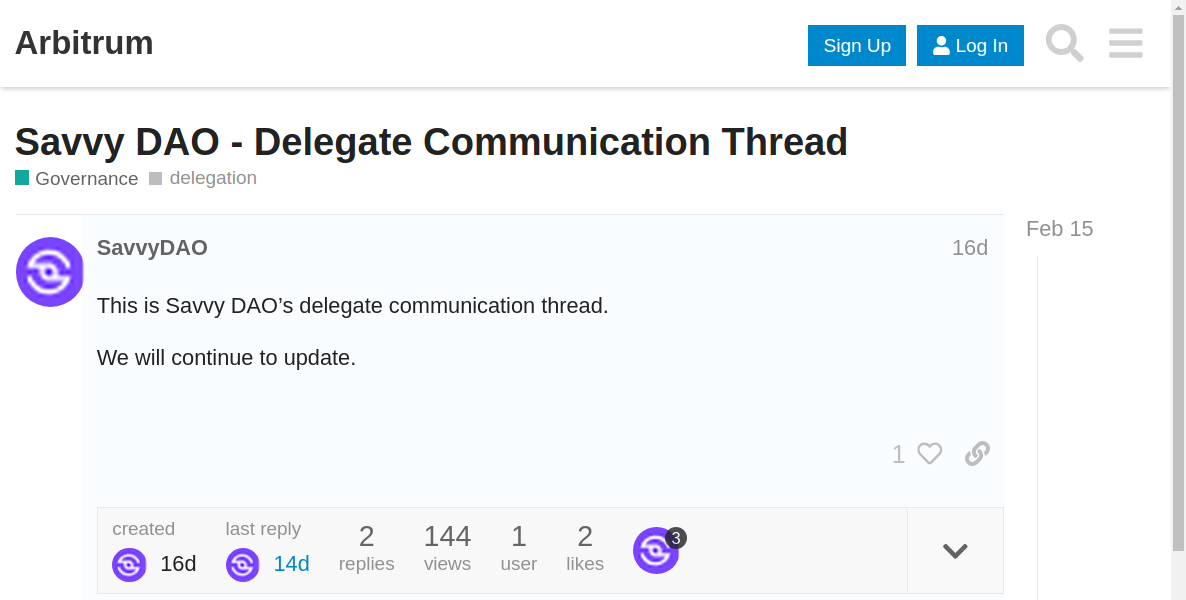 Arbitrum
Sign Up
Log In
Savvy DAO - Delegate Communication Thread
Governance delegation
SavvyDAO
16d
Feb 15
This is Savvy DAO’s delegate communication thread.
We will continue to update.
1
created
16d
last reply
14d
2
replies
144
views
1
user
2
likes
3